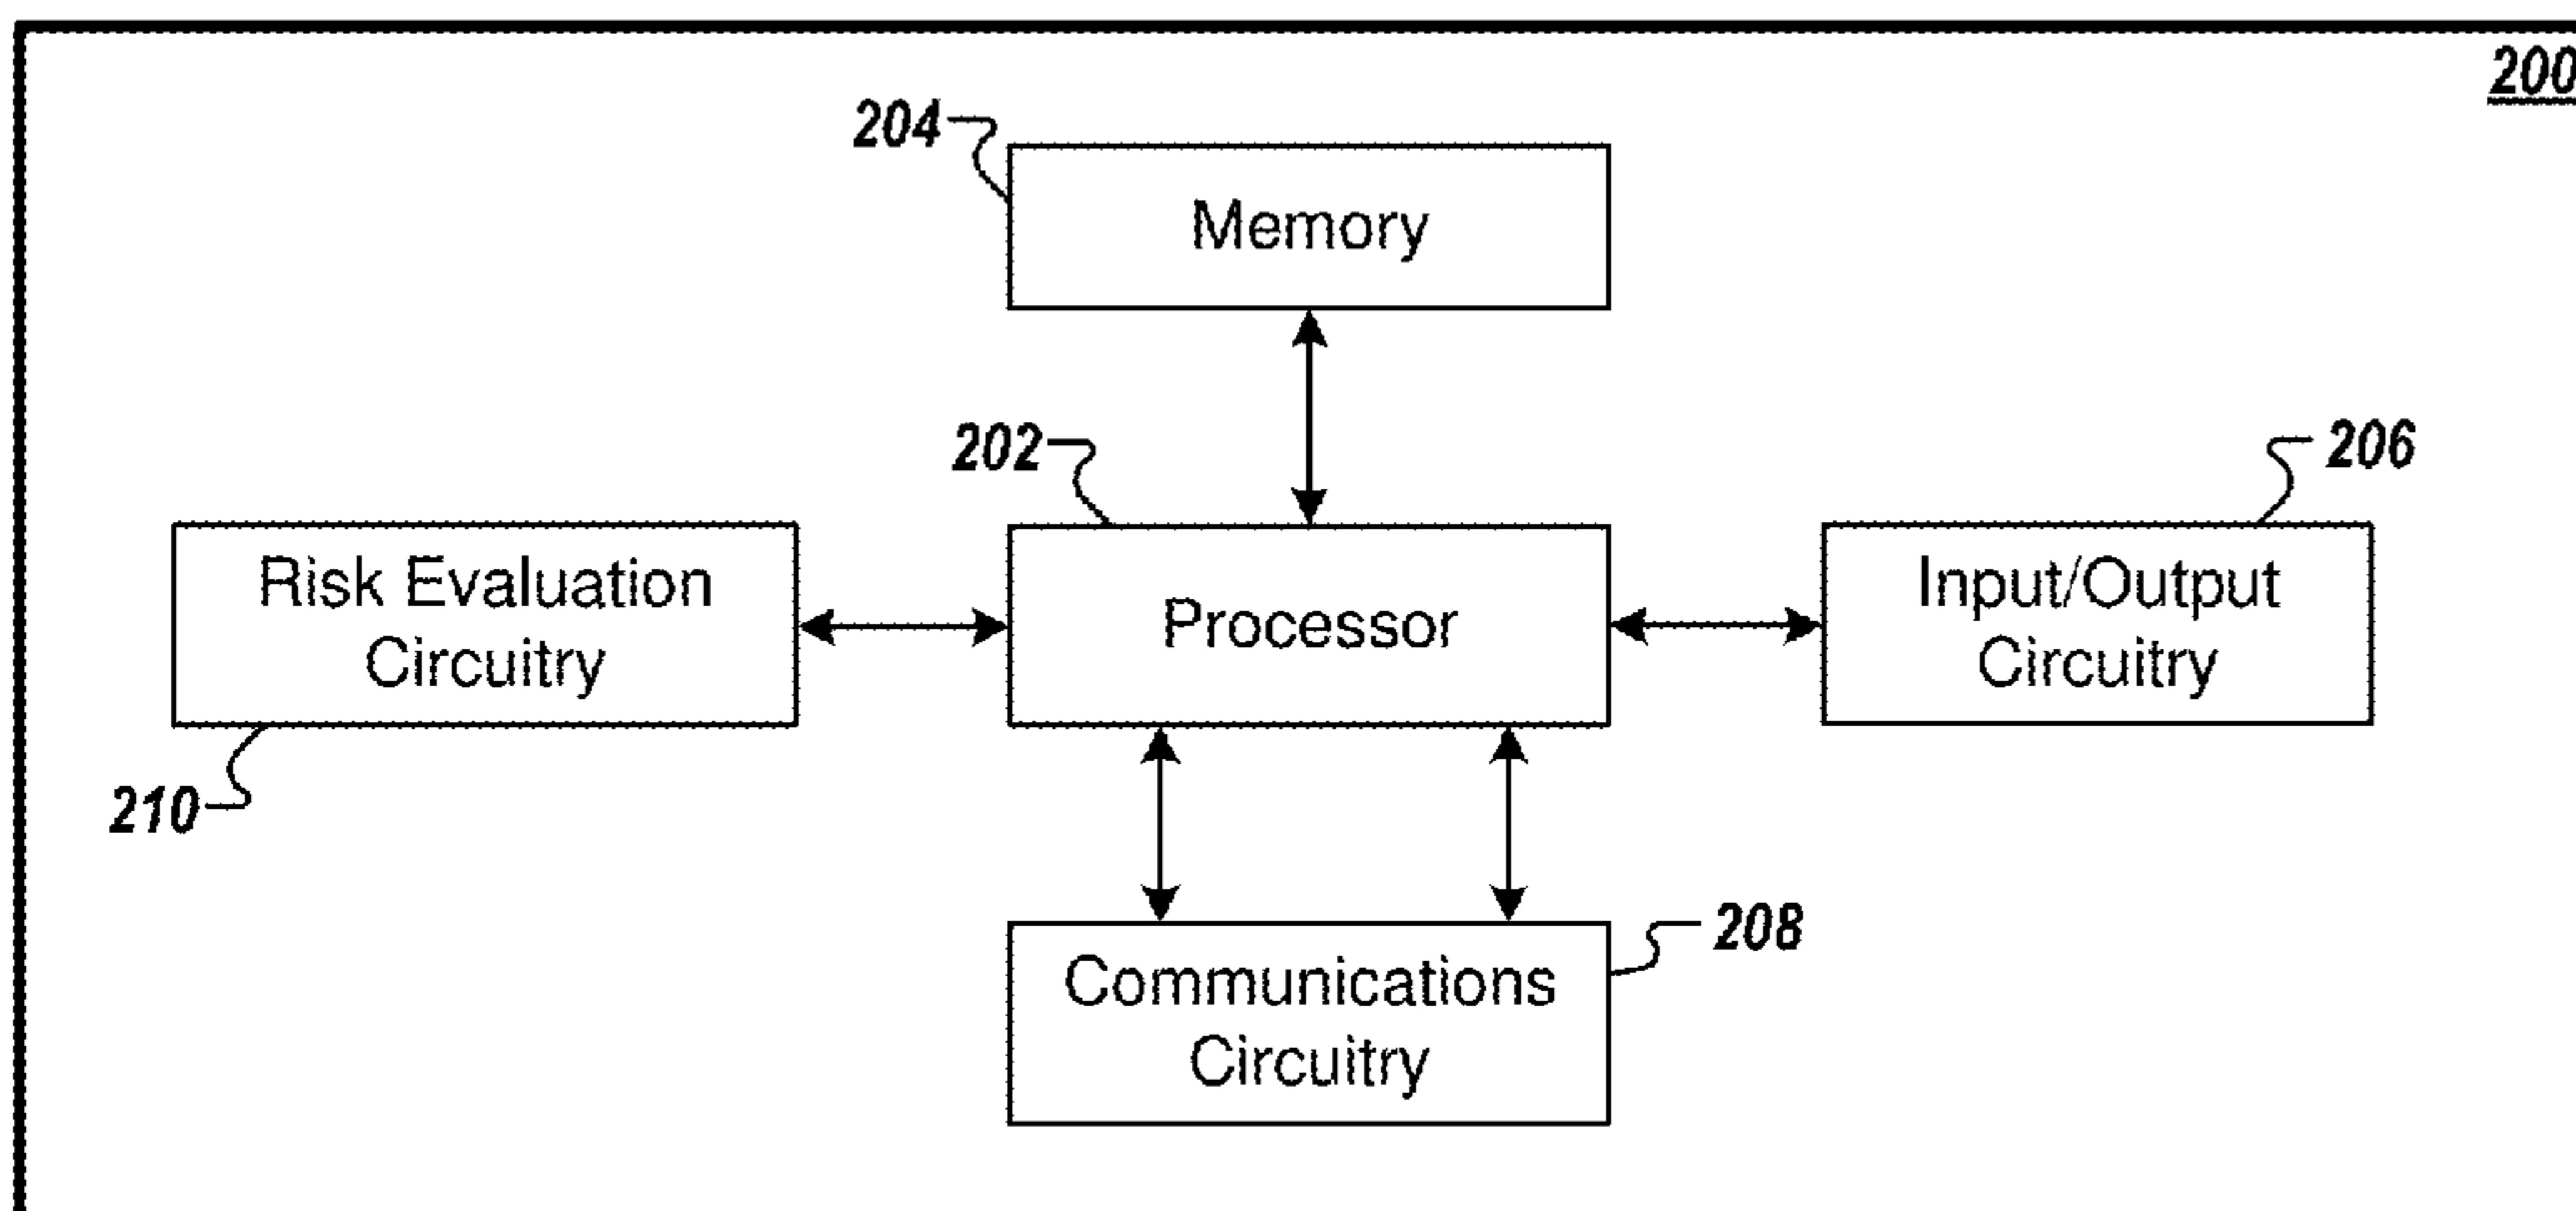 200
204
Memory
202
206
Risk Evaluation
Circuitry
Processor
Input/Output
Circuitry
210
208
Communications
Circuitry